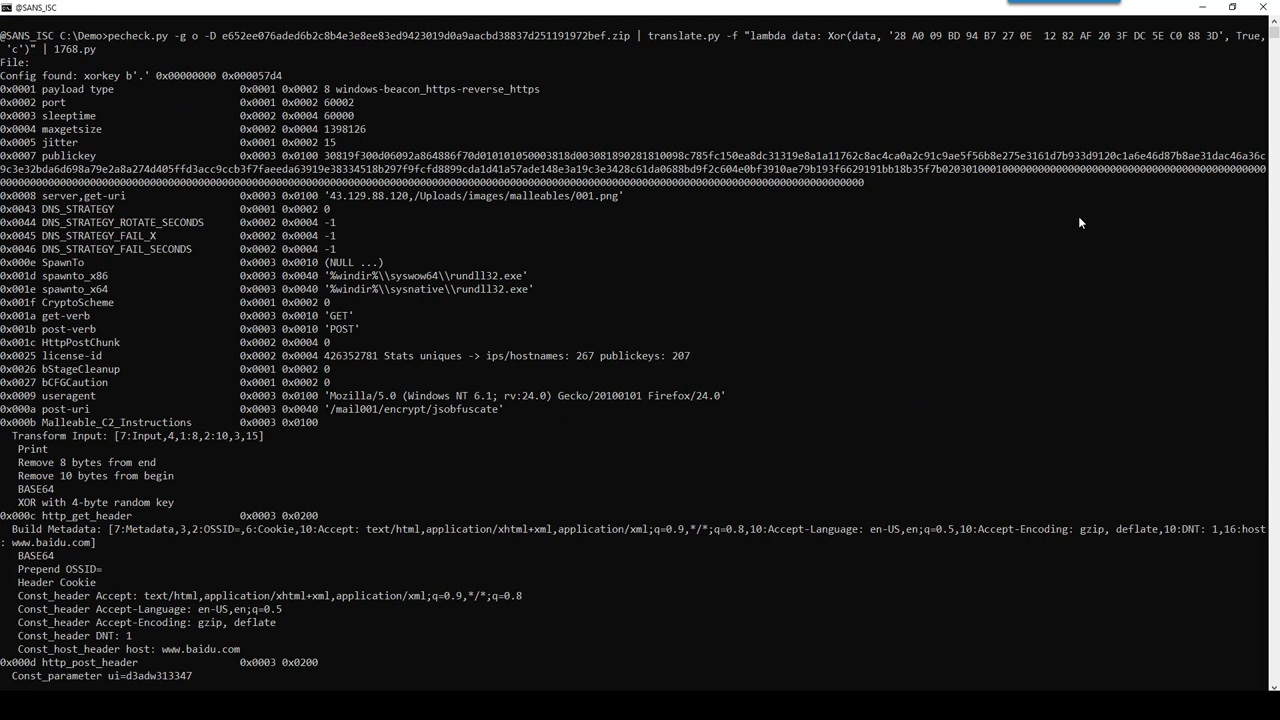 @SANS_ISC
@SANS_ISC C:\Demo>pecheck.py -g o -D e652ee076aded6b2c8b4e3e8ee83ed9423019d0a9aacbd38837d251191972bef.zip | translate.py -f "lambda data: Xor(data, '28 A0 09 BD 94 B7 27 0E  12 82 AF 20 3F DC 5E C0 88 3D', True,
 'c')" | 1768.py
File:
Config found: xorkey b'.' 0x00000000 0x000057d4
0x0001 payload type                     0x0001 0x0002 8 windows-beacon_https-reverse_https
0x0002 port                             0x0001 0x0002 60002
0x0003 sleeptime                        0x0002 0x0004 60000
0x0004 maxgetsize                       0x0002 0x0004 1398126
0x0005 jitter                           0x0001 0x0002 15
0x0007 publickey                        0x0003 0x0100 30819f300d06092a864886f70d010101050003818d00308189028181009​8c785fc150ea8dc31319e8a1a11762c8ac4ca0a2c91c9ae5f56b8e275e3161d7b933d9120c1a6e46d87b8ae31dac46a36c
9c3e32bda6d698a79e2a8a274d405ffd3acc9ccb3f7faeeda63919e38334518b297f9fcfd8899cda1d41a57ade148e3a19c3e3428c61da0688bd9f2c604e0bf3910ae79b193f6629191bb18b35f7b0203010001000000000000000000000000000000000000000000
000000000000000000000000000000000000000000000000000000000000000000000000000000000000000000000000000000000000000000000000000000000000000000000000
0x0008 server,get-uri                   0x0003 0x0100 '43.129.88.120,/Uploads/images/malleables/001.png'
0x0043 DNS_STRATEGY                     0x0001 0x0002 0
0x0044 DNS_STRATEGY_ROTATE_SECONDS      0x0002 0x0004 -1
0x0045 DNS_STRATEGY_FAIL_X              0x0002 0x0004 -1
0x0046 DNS_STRATEGY_FAIL_SECONDS        0x0002 0x0004 -1
0x000e SpawnTo                          0x0003 0x0010 (NULL ...)
0x001d spawnto_x86                      0x0003 0x0040 '%windir%\\syswow64\\rundll32.exe'
0x001e spawnto_x64                      0x0003 0x0040 '%windir%\\sysnative\\rundll32.exe'
0x001f CryptoScheme                     0x0001 0x0002 0
0x001a get-verb                         0x0003 0x0010 'GET'
0x001b post-verb                        0x0003 0x0010 'POST'
0x001c HttpPostChunk                    0x0002 0x0004 0
0x0025 license-id                       0x0002 0x0004 426352781 Stats uniques -> ips/hostnames: 267 publickeys: 207
0x0026 bStageCleanup                    0x0001 0x0002 0
0x0027 bCFGCaution                      0x0001 0x0002 0
0x0009 useragent                        0x0003 0x0100 'Mozilla/5.0 (Windows NT 6.1; rv:24.0) Gecko/20100101 Firefox/24.0'
0x000a post-uri                         0x0003 0x0040 '/mail001/encrypt/jsobfuscate'
0x000b Malleable_C2_Instructions        0x0003 0x0100
  Transform Input: [7:Input,4,1:8,2:10,3,15]
   Print
   Remove 8 bytes from end
   Remove 10 bytes from begin
   BASE64
   XOR with 4-byte random key
0x000c http_get_header                  0x0003 0x0200
  Build Metadata: [7:Metadata,3,2:OSSID=,6:Cookie,10:Accept: text/html,application/xhtml+xml,application/xml;q=0.9,*/*;q=0.8,10:Accept-Language: en-US,en;q=0.5,10:Accept-Encoding: gzip, deflate,10:DNT: 1,16:host
: www.baidu.com]
   BASE64
   Prepend OSSID=
   Header Cookie
   Const_header Accept: text/html,application/xhtml+xml,application/xml;q=0.9,*/*;q=0.8
   Const_header Accept-Language: en-US,en;q=0.5
   Const_header Accept-Encoding: gzip, deflate
   Const_header DNT: 1
   Const_host_header host: www.baidu.com
0x000d http_post_header                 0x0003 0x0200
  Const_parameter ui=d3adw313347